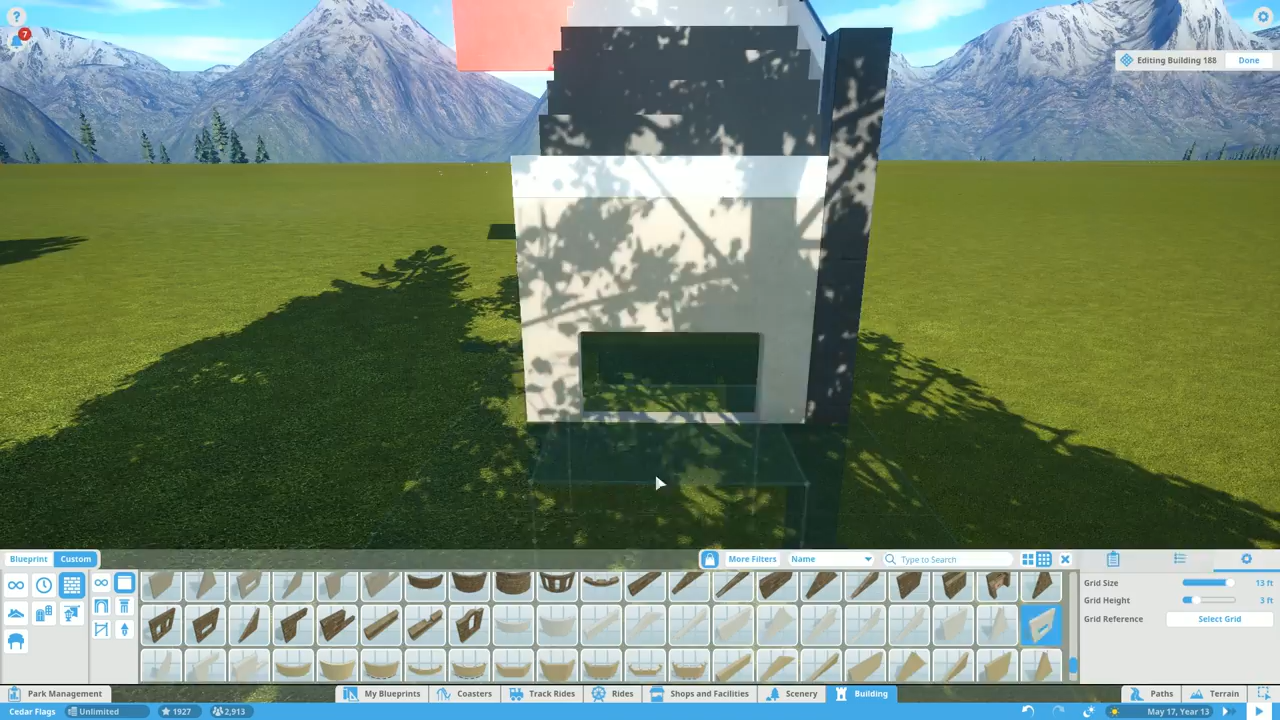 ?
7
Editing Building 188
Done
Blueprint
Custom
More Filters
Name
Type to Search
Grid Size
13 ft
Grid Height
3 ft
Grid Reference
Select Grid
Park Management
My Blueprints
Coasters
Track Rides
Rides
Shops and Facilities
Scenery
Building
Paths
Terrain
Cedar Flags
Unlimited
1927
2,913
May 17, Year 13